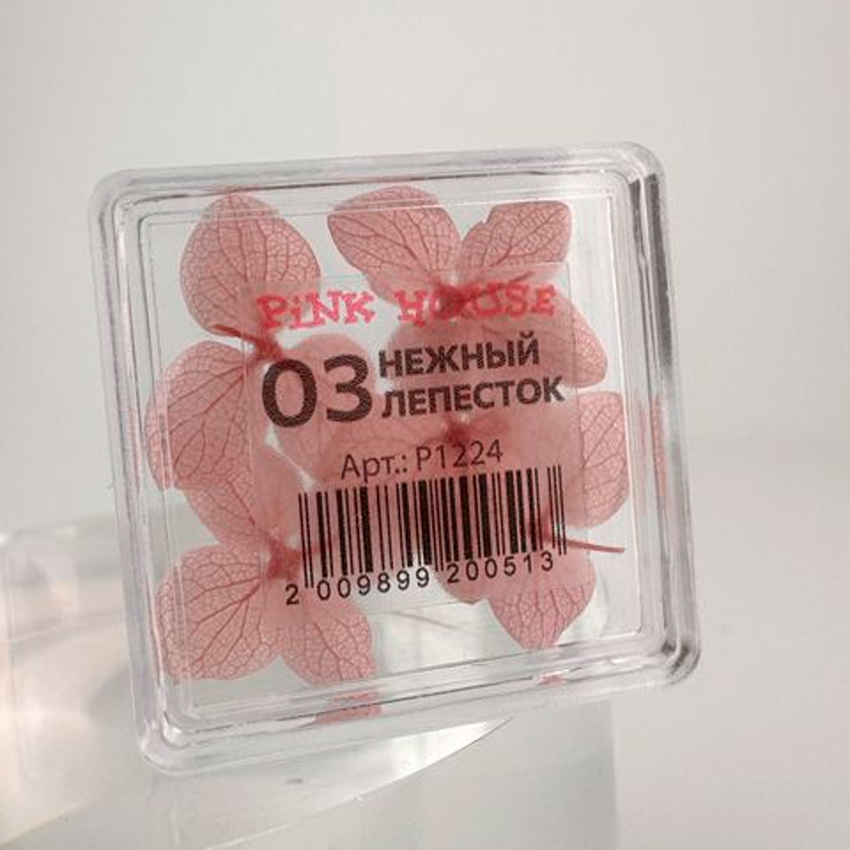 PiNK HOUSE
03 НЕЖНЫЙ
ЛЕПЕСТОК
Арт.: P1224
2 009899 200513